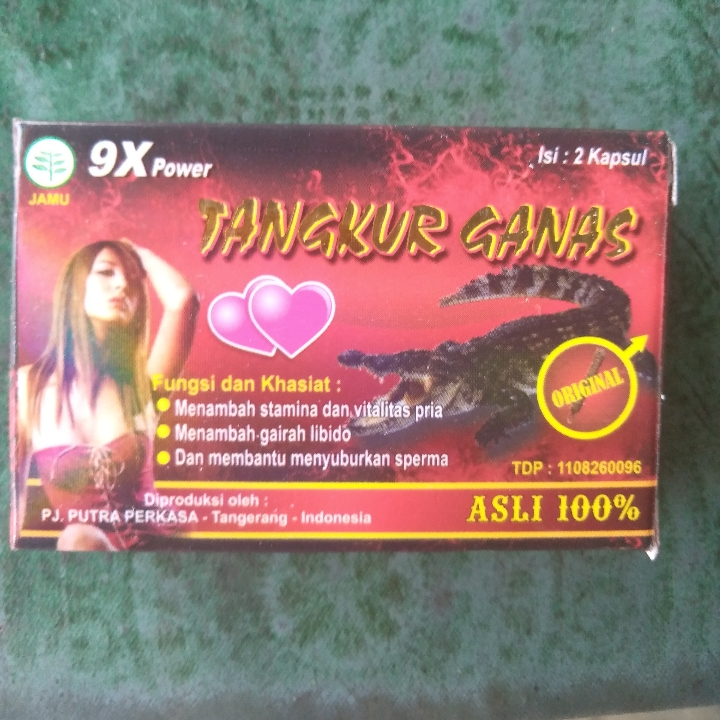 9X Power
Isi : 2 Kapsul
JAMU
TANGKUR GANAS
Fungsi dan Khasiat :
Menambah stamina dan vitalitas pria
Menambah gairah libido
Dan membantu menyuburkan sperma
ORIGINAL
TDP : 1108260096
Diproduksi oleh :
PJ. PUTRA PERKASA - Tangerang - Indonesia
ASLI 100%